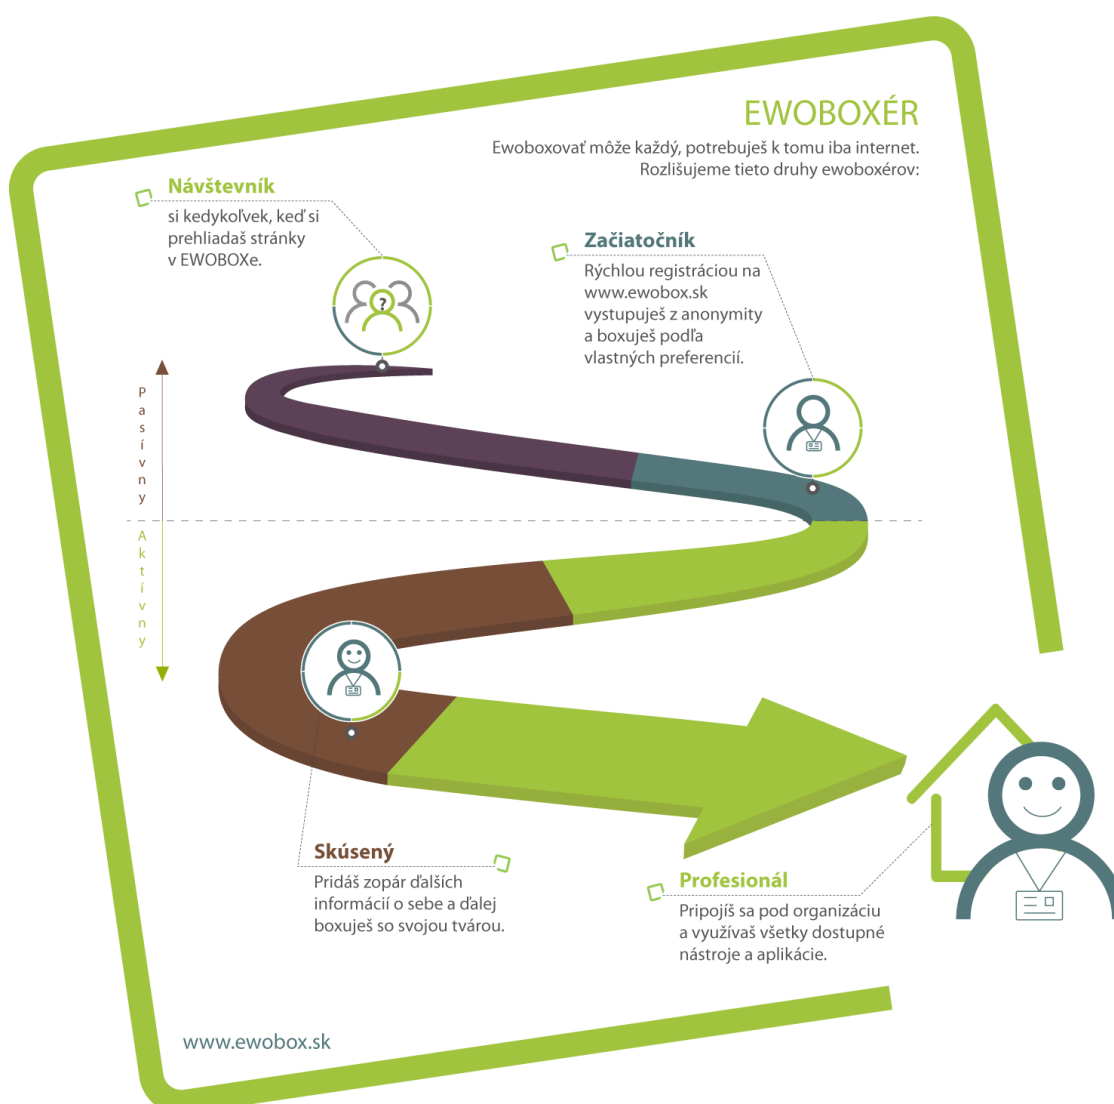 EWOBOXÉR
Ewoboxovať môže každý, potrebuješ k tomu iba internet.
Rozlišujeme tieto druhy ewoboxérov:
Návštevník
si kedykoľvek, keď si
prehliadaš stránky
v EWOBOXe.
Začiatočník
Rýchlou registráciou na
www.ewobox.sk
vystupuješ z anonymity
a boxuješ podľa
vlastných preferencií.
?
Pasívny
Aktívny
Skúsený
Pridáš zopár ďalších
informácií o sebe a ďalej
boxuješ so svojou tvárou.
Profesionál
Pripojíš sa pod organizáciu
a využívaš všetky dostupné
nástroje a aplikácie.
www.ewobox.sk